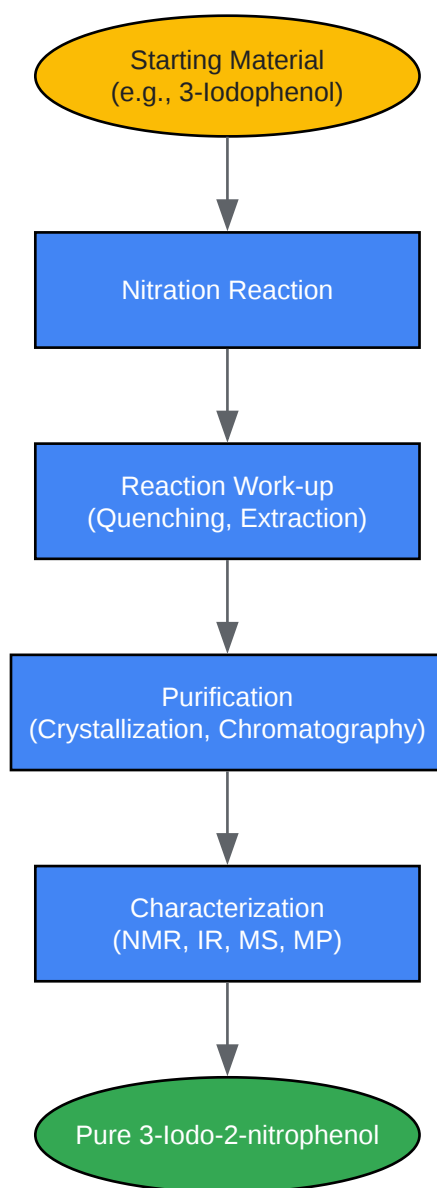 Starting Material
(e.g., 3-Iodophenol)
Nitration Reaction
Reaction Work-up
(Quenching, Extraction)
Purification
(Crystallization, Chromatography)
Characterization
(NMR, IR, MS, MP)
Pure 3-Iodo-2-nitrophenol